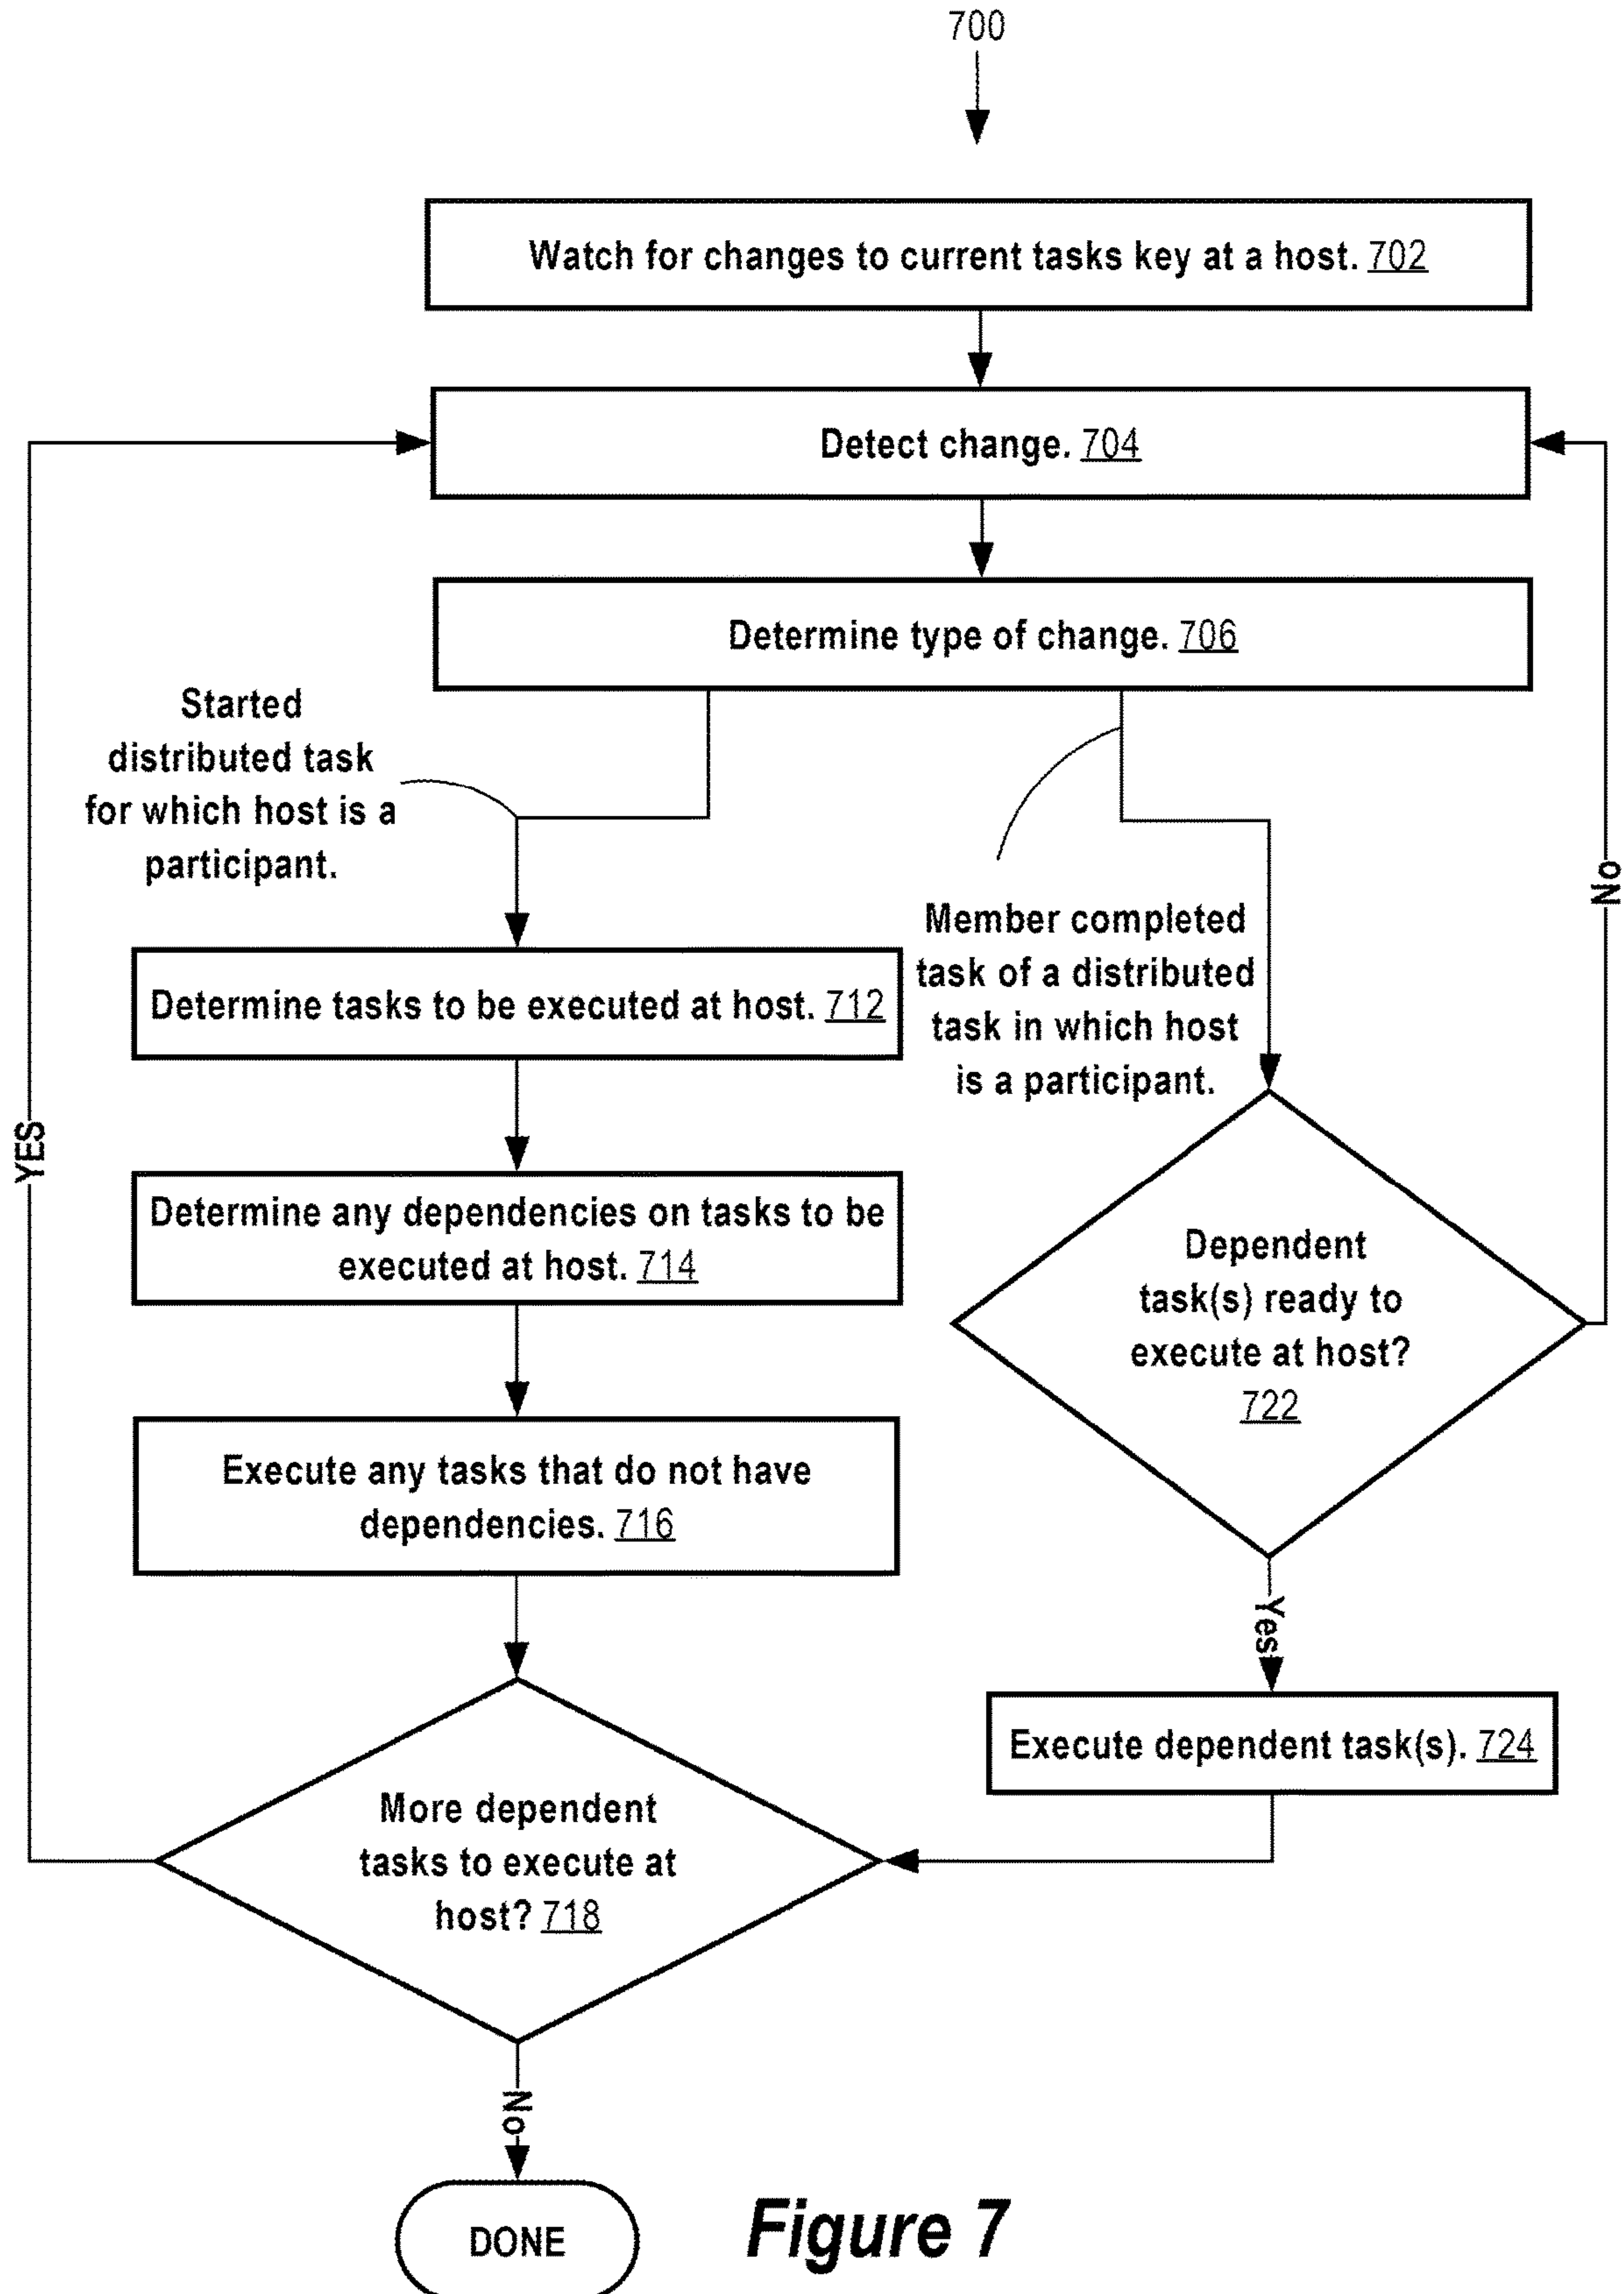 700
Watch for changes to current tasks key at a host. 702
Detect change. 704
Determine type of change. 706
Started
distributed task
for which host is a
participant.
Member completed
task of a distributed
task in which host
is a participant.
No
Determine tasks to be executed at host. 712
YES
Determine any dependencies on tasks to be
executed at host. 714
Dependent
task(s) ready to
execute at host?
722
Execute any tasks that do not have
dependencies. 716
Yes
Execute dependent task(s). 724
More dependent
tasks to execute at
host? 718
No
DONE
Figure 7